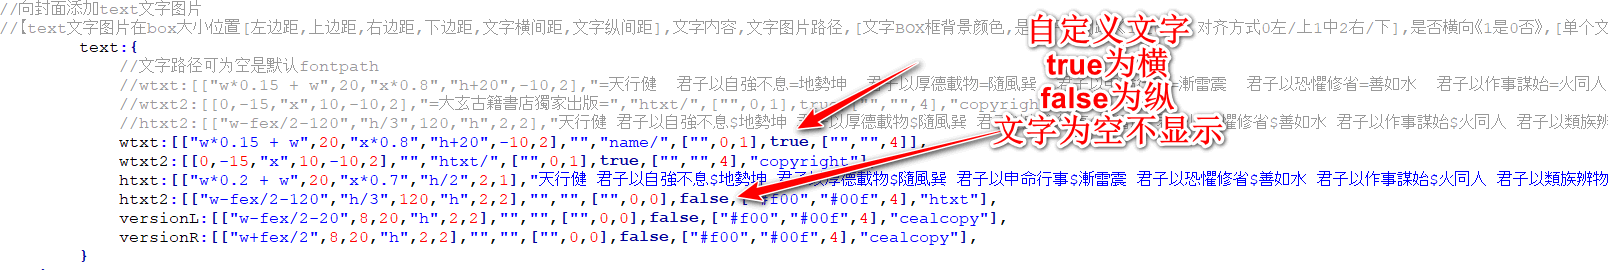 //向封面添加text文字图片
//【text文字图片在box大小位置[左边距,上边距,右边距,下边距,文字横间距,文字纵间距],文字内容,文字图片路径,[文字BOX框背景颜色,是 对齐方式0左/上1中2右/下],是否横向《1是0否》,[单个文
text:{
//文字路径可为空是默认fontpath
//wtxt:[["w*0.15 + w",20,"x*0.8","h+20",-10,2],"=天行健 君子以自強不息=地勢坤 君子以厚德載物=隨風巽 漸雷震 君子以恐懼修省=善如水 君子以作事謀始=火同人
//wtxt2:[[0,-15,"x",10,-10,2],"=大玄古籍書店獨家出版=","htxt/",["",0,1],true,["","",4],"copyright"
//htxt2:[["w-fex/2-120","h/3",120,"h",2,2],"天行健 君子以自強不息$地勢坤 君子以厚德載物$隨風巽 修省$善如水 君子以作事謀始$火同人 君子以類族辨
wtxt:[["w*0.15 + w",20,"x*0.8","h+20",-10,2],"","name/",["",0,1],true,["","",4]],
wtxt2:[[0,-15,"x",10,-10,2],"","htxt/",["",0,1],true,["","",4],"copyright"]
htxt:[["w*0.2 + w",20,"x*0.7","h/2",2,1],"天行健 君子以自強不息$地勢坤 君子以厚德載物$隨風巽 君子以申命行事$漸雷震 君子以恐懼修省$善如水 君子以作事謀始$火同人 君子以類族辨物
htxt2:[["w-fex/2-120","h/3",120,"h",2,2],"","",["",0,0],false,["#f00","#00f",4],"htxt"],
versionL:[["w-fex/2-20",8,20,"h",2,2],"","",["",0,0],false,["#f00","#00f",4],"cealcopy"],
versionR:[["w+fex/2",8,20,"h",2,2],"","",["",0,0],false,["#f00","#00f",4],"cealcopy"],
}
自定义文字
true为横
false为纵
文字为空不显示